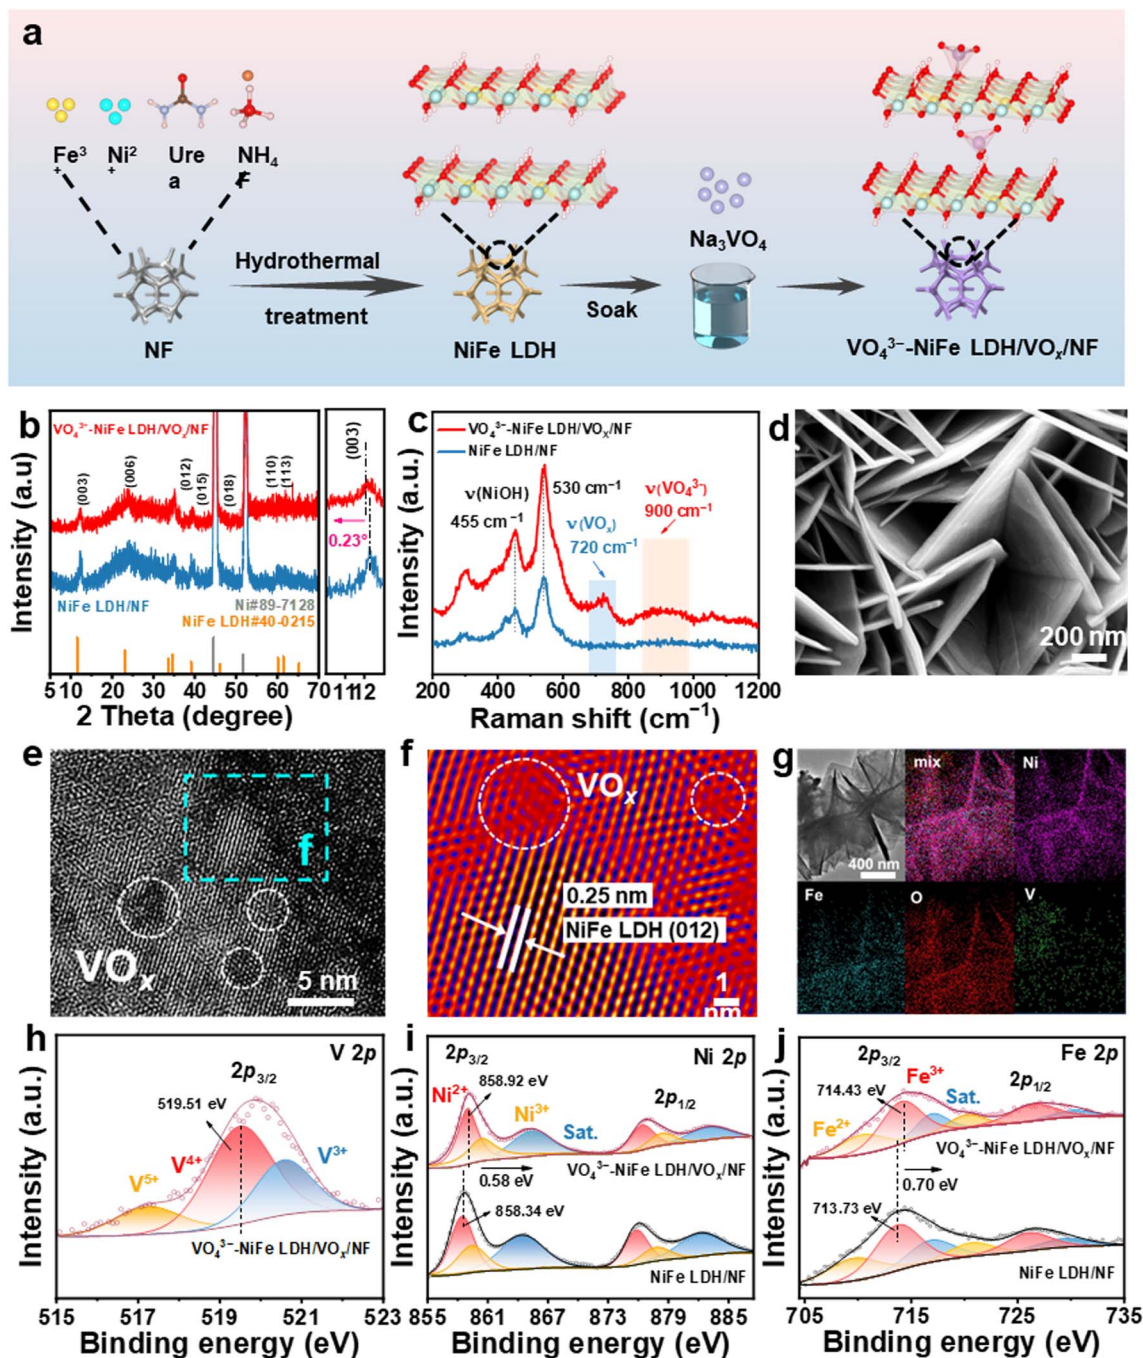 a
Fe³⁺ Ni²⁺ Urea NH₄F
Na₃VO₄
Hydrothermal
treatment
Soak
NF
NiFe LDH
VO₄³⁻-NiFe LDH/VOₓ/NF
b
VO₄³⁻-NiFe LDH/VOₓ/NF
(003)
(006)
(012)
(015)
(018)
(110)
(113)
NiFe LDH/NF
Ni#89-7128
NiFe LDH#40-0215
(003)
0.23°
Intensity (a.u)
5 10 20 30 40 50 60 70
11 12
2 Theta (degree)
c
VO₄³⁻-NiFe LDH/VOₓ/NF
NiFe LDH/NF
ν(NiOH)
455 cm⁻¹
530 cm⁻¹
ν(VOₓ)
720 cm⁻¹
ν(VO₄³⁻)
900 cm⁻¹
Intensity (a.u.)
200 400 600 800 1000 1200
Raman shift (cm⁻¹)
d
200 nm
e
f
VOₓ
5 nm
f
VOₓ
0.25 nm
NiFe LDH (012)
1 nm
g
mix
Ni
400 nm
Fe
O
V
h
V 2p
2p₃/₂
519.51 eV
V⁵⁺
V⁴⁺
V³⁺
VO₄³⁻-NiFe LDH/VOₓ/NF
Intensity (a.u.)
515 517 519 521 523
Binding energy (eV)
i
Ni 2p
2p₃/₂
Ni²⁺
858.92 eV
Ni³⁺
Sat.
2p₁/₂
VO₄³⁻-NiFe LDH/VOₓ/NF
0.58 eV
858.34 eV
NiFe LDH/NF
Intensity (a.u.)
855 861 867 873 879 885
Binding energy (eV)
j
Fe 2p
2p₃/₂
714.43 eV
Fe³⁺
Fe²⁺
Sat.
2p₁/₂
VO₄³⁻-NiFe LDH/VOₓ/NF
0.70 eV
713.73 eV
NiFe LDH/NF
Intensity (a.u.)
705 715 725 735
Binding energy (eV)